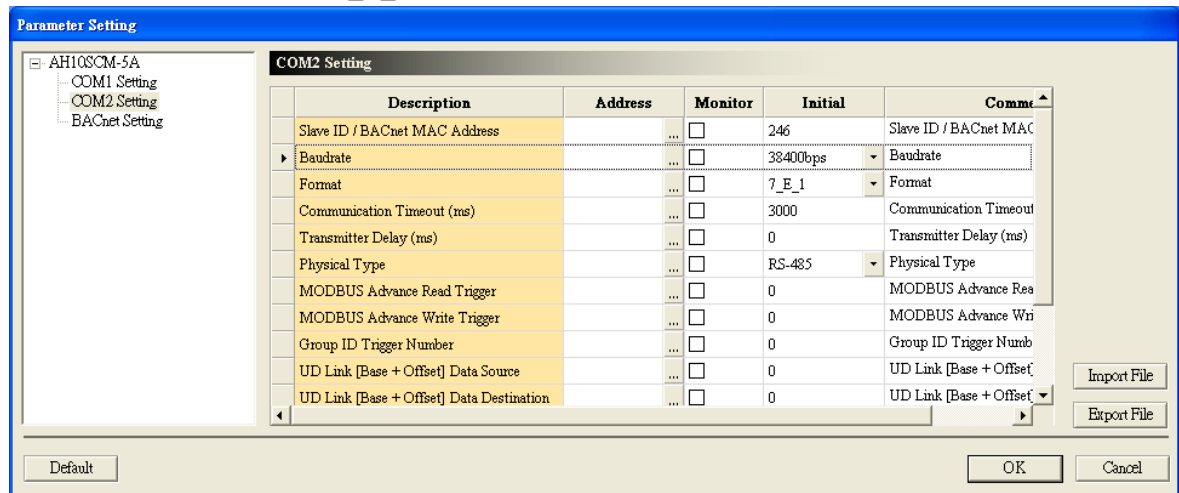 Parameter Setting
AH10SCM-5A
COM1 Setting
COM2 Setting
BACnet Setting
COM2 Setting
Description Address Monitor Initial Comme
Slave ID / BACnet MAC Address ... 246 Slave ID / BACnet MAC
Baudrate ... 38400bps Baudrate
Format ... 7_E_1 Format
Communication Timeout (ms) ... 3000 Communication Timeout
Transmitter Delay (ms) ... 0 Transmitter Delay (ms)
Physical Type ... RS-485 Physical Type
MODBUS Advance Read Trigger ... 0 MODBUS Advance Rea
MODBUS Advance Write Trigger ... 0 MODBUS Advance Wri
Group ID Trigger Number ... 0 Group ID Trigger Numb
UD Link [Base + Offset] Data Source ... 0 UD Link [Base + Offset]
UD Link [Base + Offset] Data Destination ... 0 UD Link [Base + Offset]
Import File
Export File
Default OK Cancel